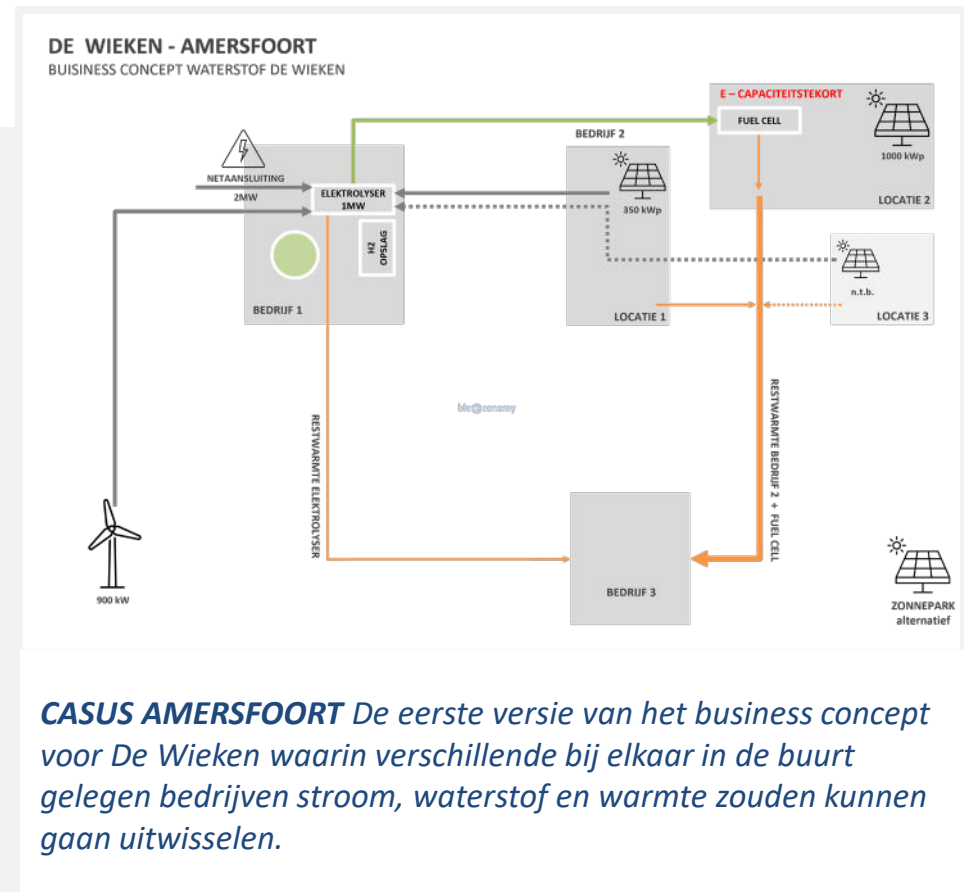 DE WIEKEN - AMERSFOORT
BUISINESS CONCEPT WATERSTOF DE WIEKEN
E – CAPACITEITSTEKORT
FUEL CELL
1000 kWp
LOCATIE 2
BEDRIJF 2
NETAANSLUITING
2MW
ELEKTROLYSER
1MW
350 kWp
H2
OPSLAG
n.t.b.
BEDRIJF 1
LOCATIE 1
LOCATIE 3
RESTWARMTE ELEKTROLYSER
RESTWARMTE BEDRIJF 2 + FUEL CELL
900 kW
BEDRIJF 3
ZONNEPARK
alternatief
CASUS AMERSFOORT De eerste versie van het business concept
voor De Wieken waarin verschillende bij elkaar in de buurt
gelegen bedrijven stroom, waterstof en warmte zouden kunnen
gaan uitwisselen.